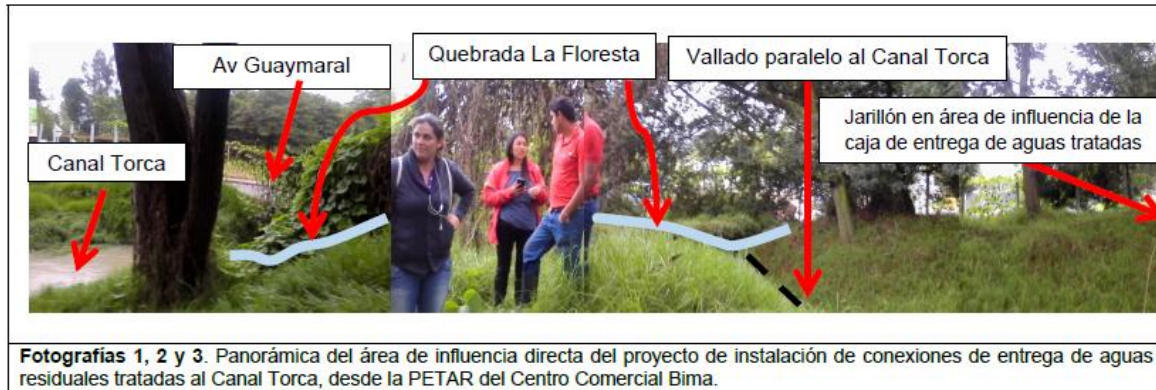 Av Guaymaral
Quebrada La Floresta
Vallado paralelo al Canal Torca
Canal Torca
Jarillón en área de influencia de la
caja de entrega de aguas tratadas
Fotografías 1, 2 y 3. Panorámica del área de influencia directa del proyecto de instalación de conexiones de entrega de aguas
residuales tratadas al Canal Torca, desde la PETAR del Centro Comercial Bima.